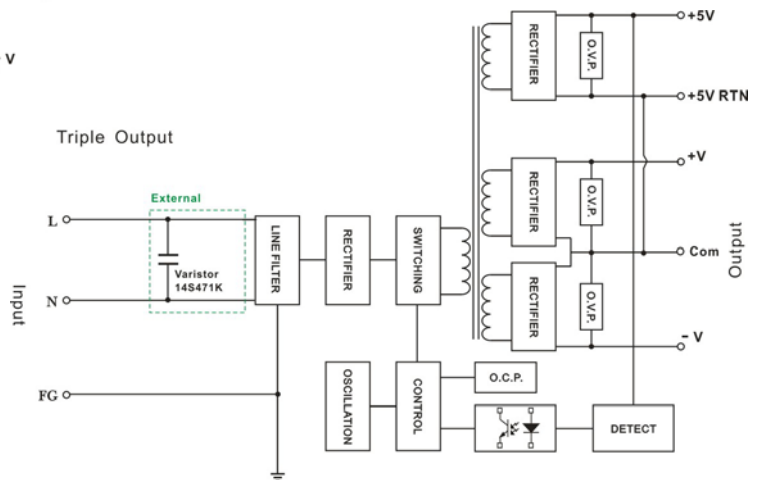 V
Triple Output
External
L
Varistor
14S471K
N
FG
Input
LINE FILTER
RECTIFIER
SWITCHING
OSCILLATION
CONTROL
O.C.P.
DETECT
RECTIFIER
O.V.P.
+5V
+5V RTN
RECTIFIER
O.V.P.
+V
Com
RECTIFIER
O.V.P.
- V
Output